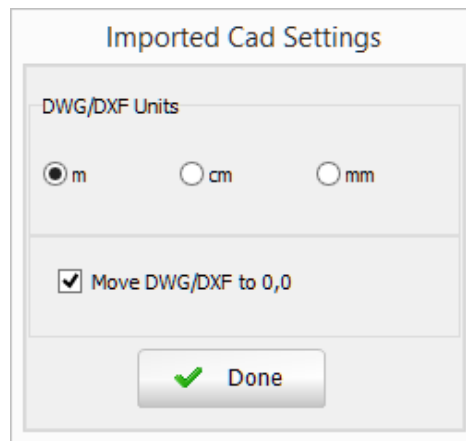 Imported Cad Settings
DWG/DXF Units
m cm mm
Move DWG/DXF to 0,0
Done